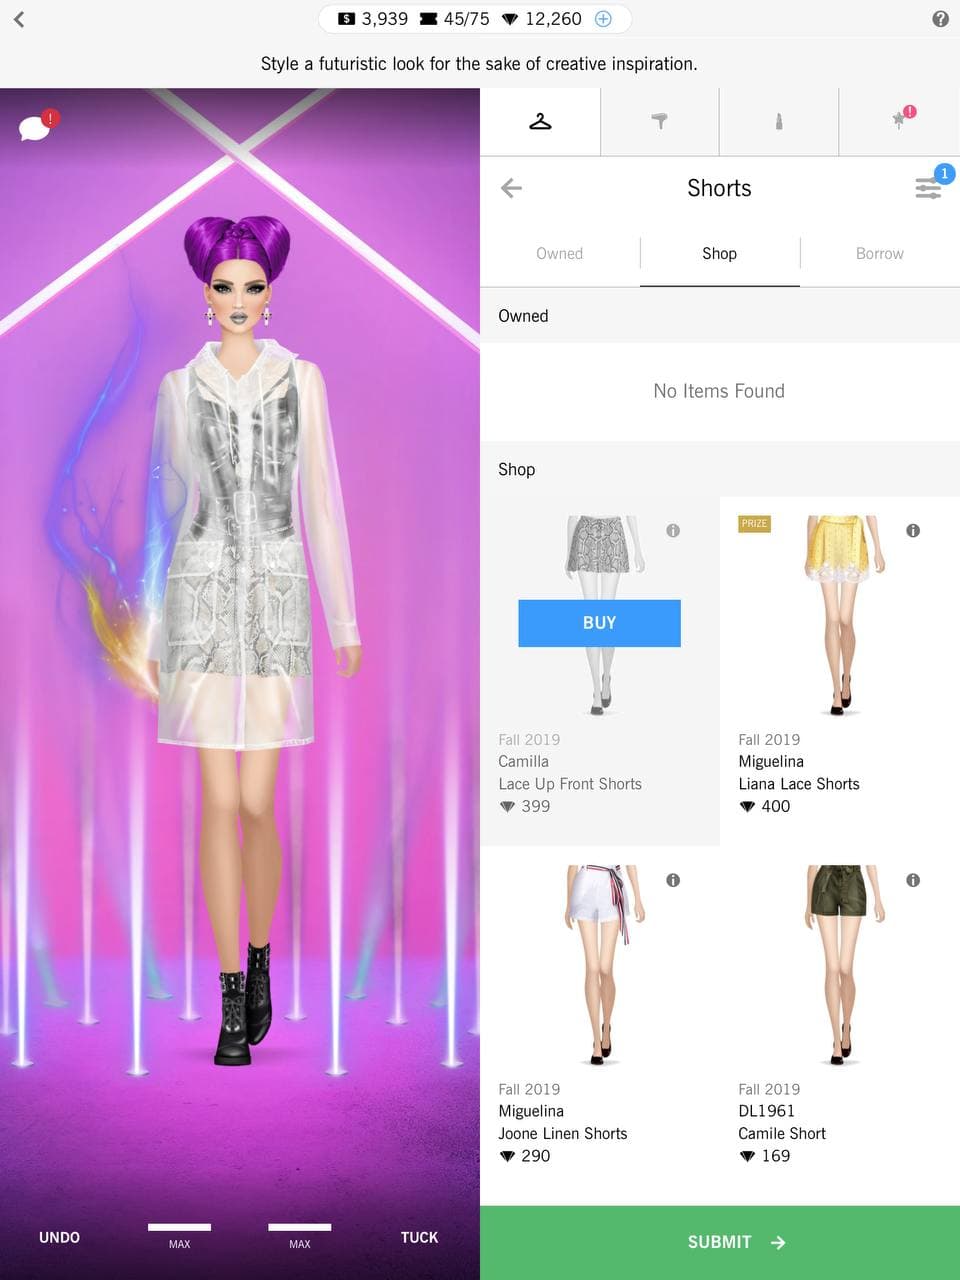 $ 3,939 45/75 12,260 +
?
Style a futuristic look for the sake of creative inspiration.
!
!
Shorts
1
Owned
Shop
Borrow
Owned
No Items Found
Shop
BUY
Fall 2019
Camilla
Lace Up Front Shorts
399
PRIZE
Fall 2019
Miguelina
Liana Lace Shorts
400
Fall 2019
Miguelina
Joone Linen Shorts
290
Fall 2019
DL1961
Camile Short
169
UNDO
MAX
MAX
TUCK
SUBMIT